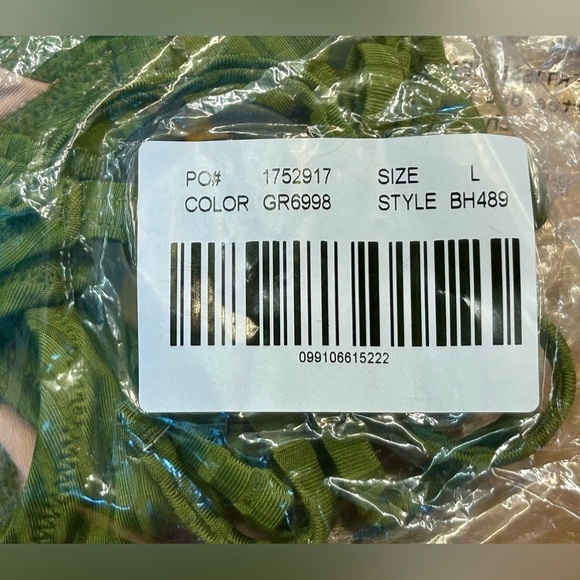 PO# 1752917 SIZE L
COLOR GR6998 STYLE BH489
099106615222